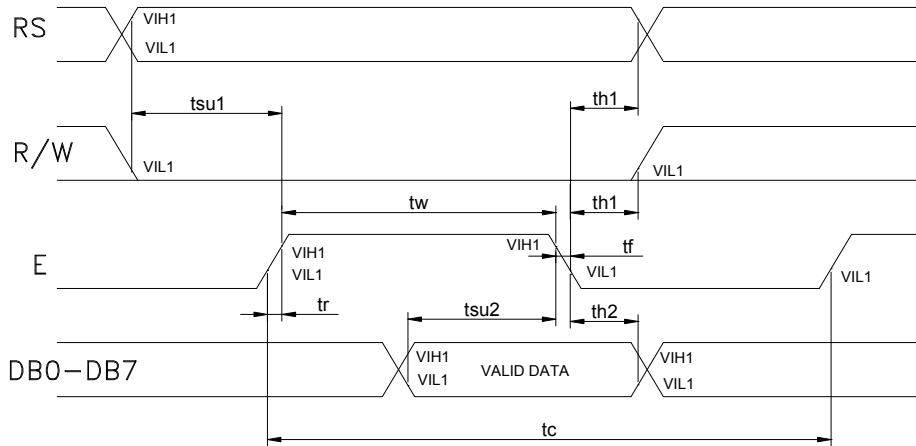 RS
VIH1
VIL1
tsu1
th1
R/W
VIL1
VIL1
tw
th1
E
VIH1
VIL1
VIH1
tf
VIL1
VIL1
tr
tsu2
th2
DB0-DB7
VIH1
VIL1
VALID DATA
VIH1
VIL1
tc